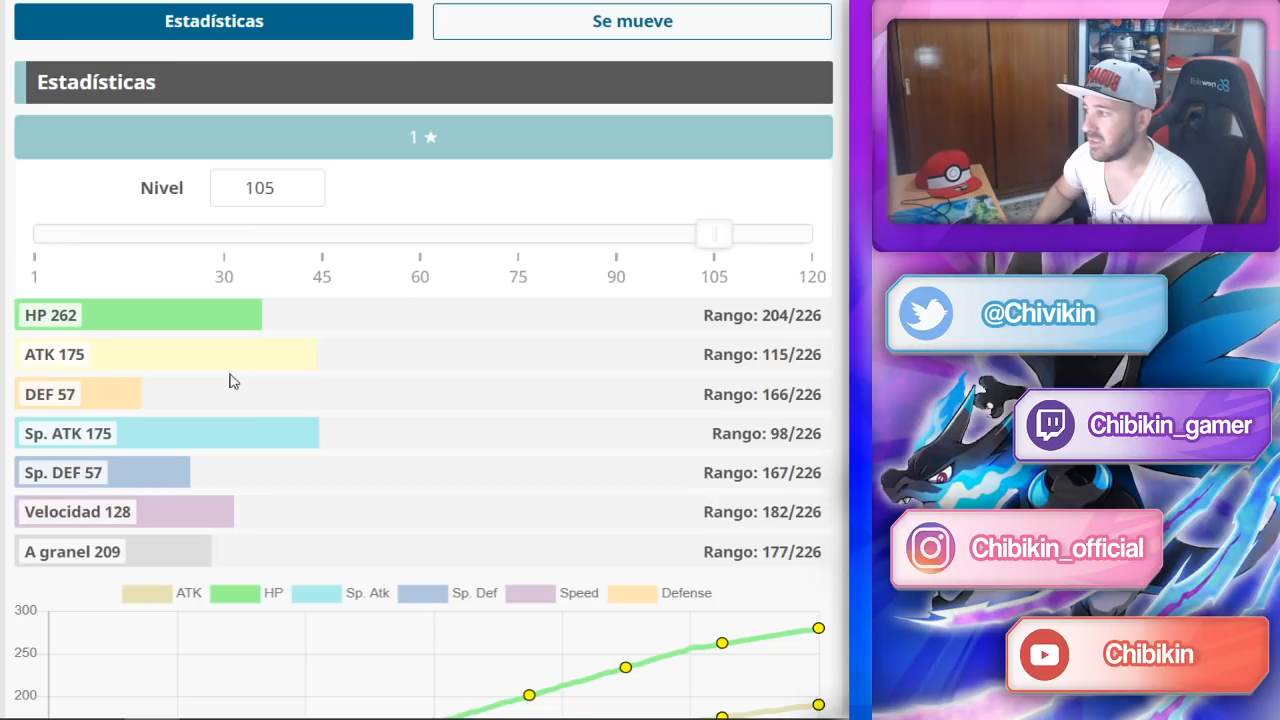 Estadísticas
Se mueve
Estadísticas
1 ★
Nivel
105
1
30
45
60
75
90
105
120
HP 262
Rango: 204/226
ATK 175
Rango: 115/226
DEF 57
Rango: 166/226
Sp. ATK 175
Rango: 98/226
Sp. DEF 57
Rango: 167/226
Velocidad 128
Rango: 182/226
A granel 209
Rango: 177/226
ATK
HP
Sp. Atk
Sp. Def
Speed
Defense
300
250
200
@Chivikin
Chibikin_gamer
Chibikin_official
Chibikin